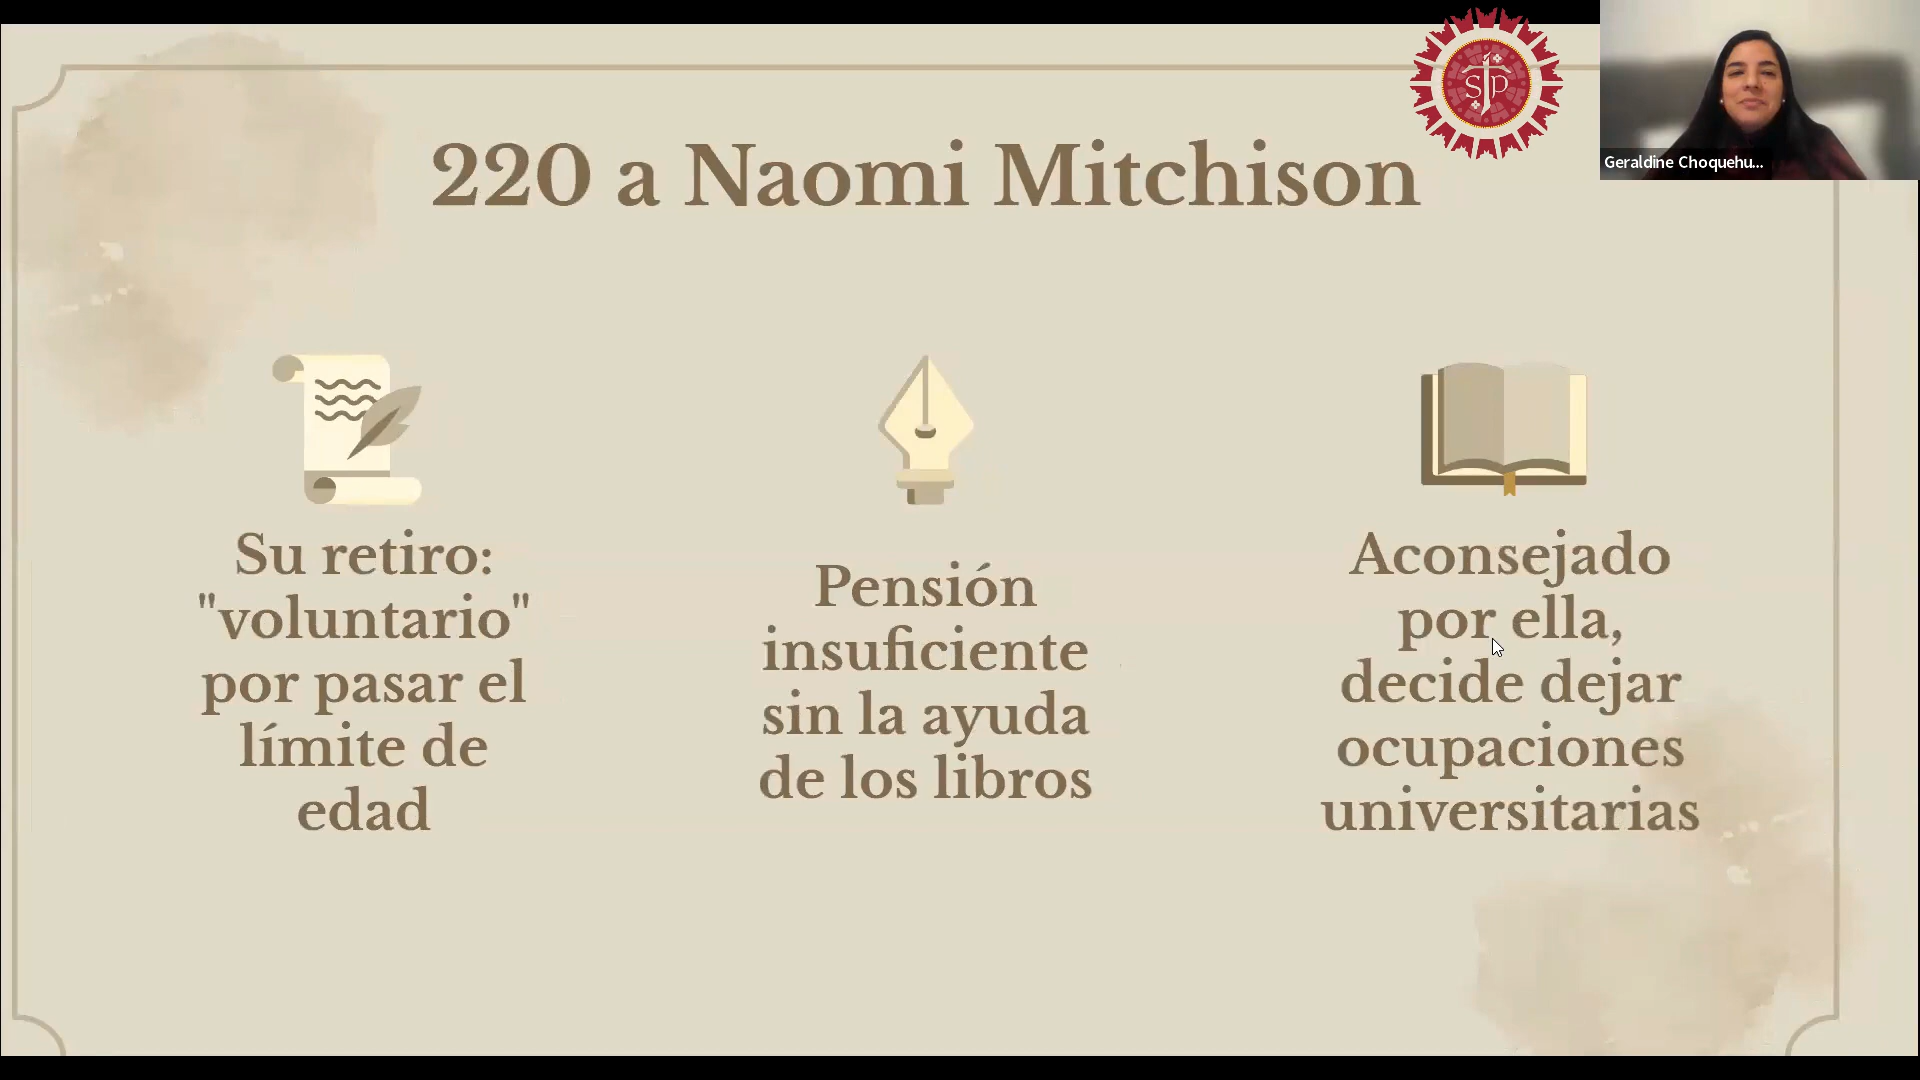 220 a Naomi Mitchison
STP
Geraldine Choquehu...
Su retiro:
"voluntario"
por pasar el
límite de
edad
Pensión
insuficiente
sin la ayuda
de los libros
Aconsejado
por ella,
decide dejar
ocupaciones
universitarias